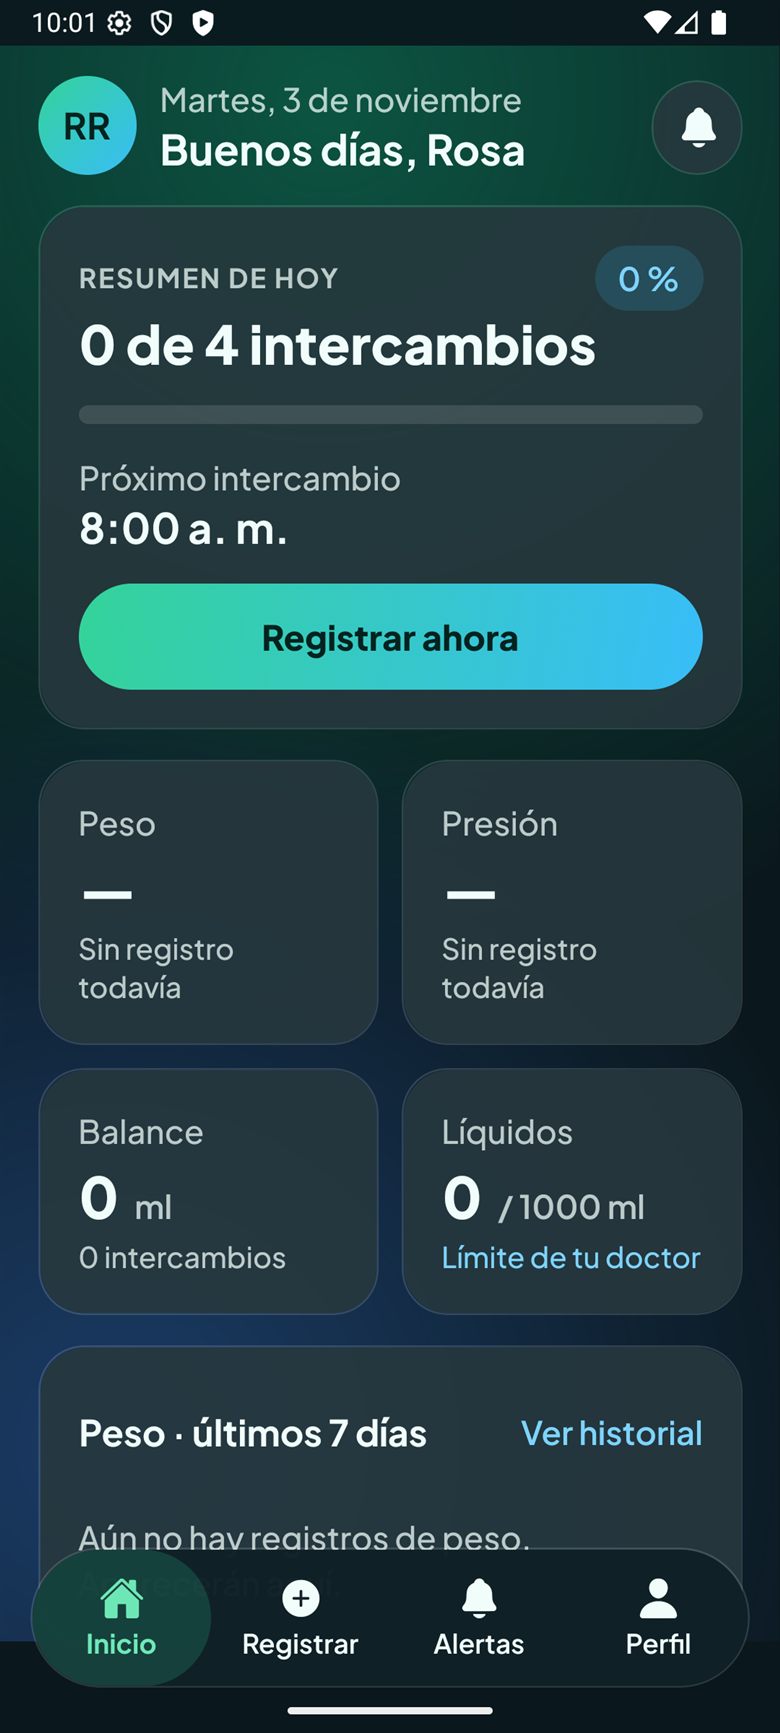 10:01
RR
Martes, 3 de noviembre
Buenos días, Rosa
RESUMEN DE HOY
0 %
0 de 4 intercambios
Próximo intercambio
8:00 a. m.
Registrar ahora
Peso
—
Sin registro
todavía
Presión
—
Sin registro
todavía
Balance
0 ml
0 intercambios
Líquidos
0 / 1000 ml
Límite de tu doctor
Peso · últimos 7 días
Ver historial
Aún no hay registros de peso.
Aparecerán aquí.
Inicio
Registrar
Alertas
Perfil